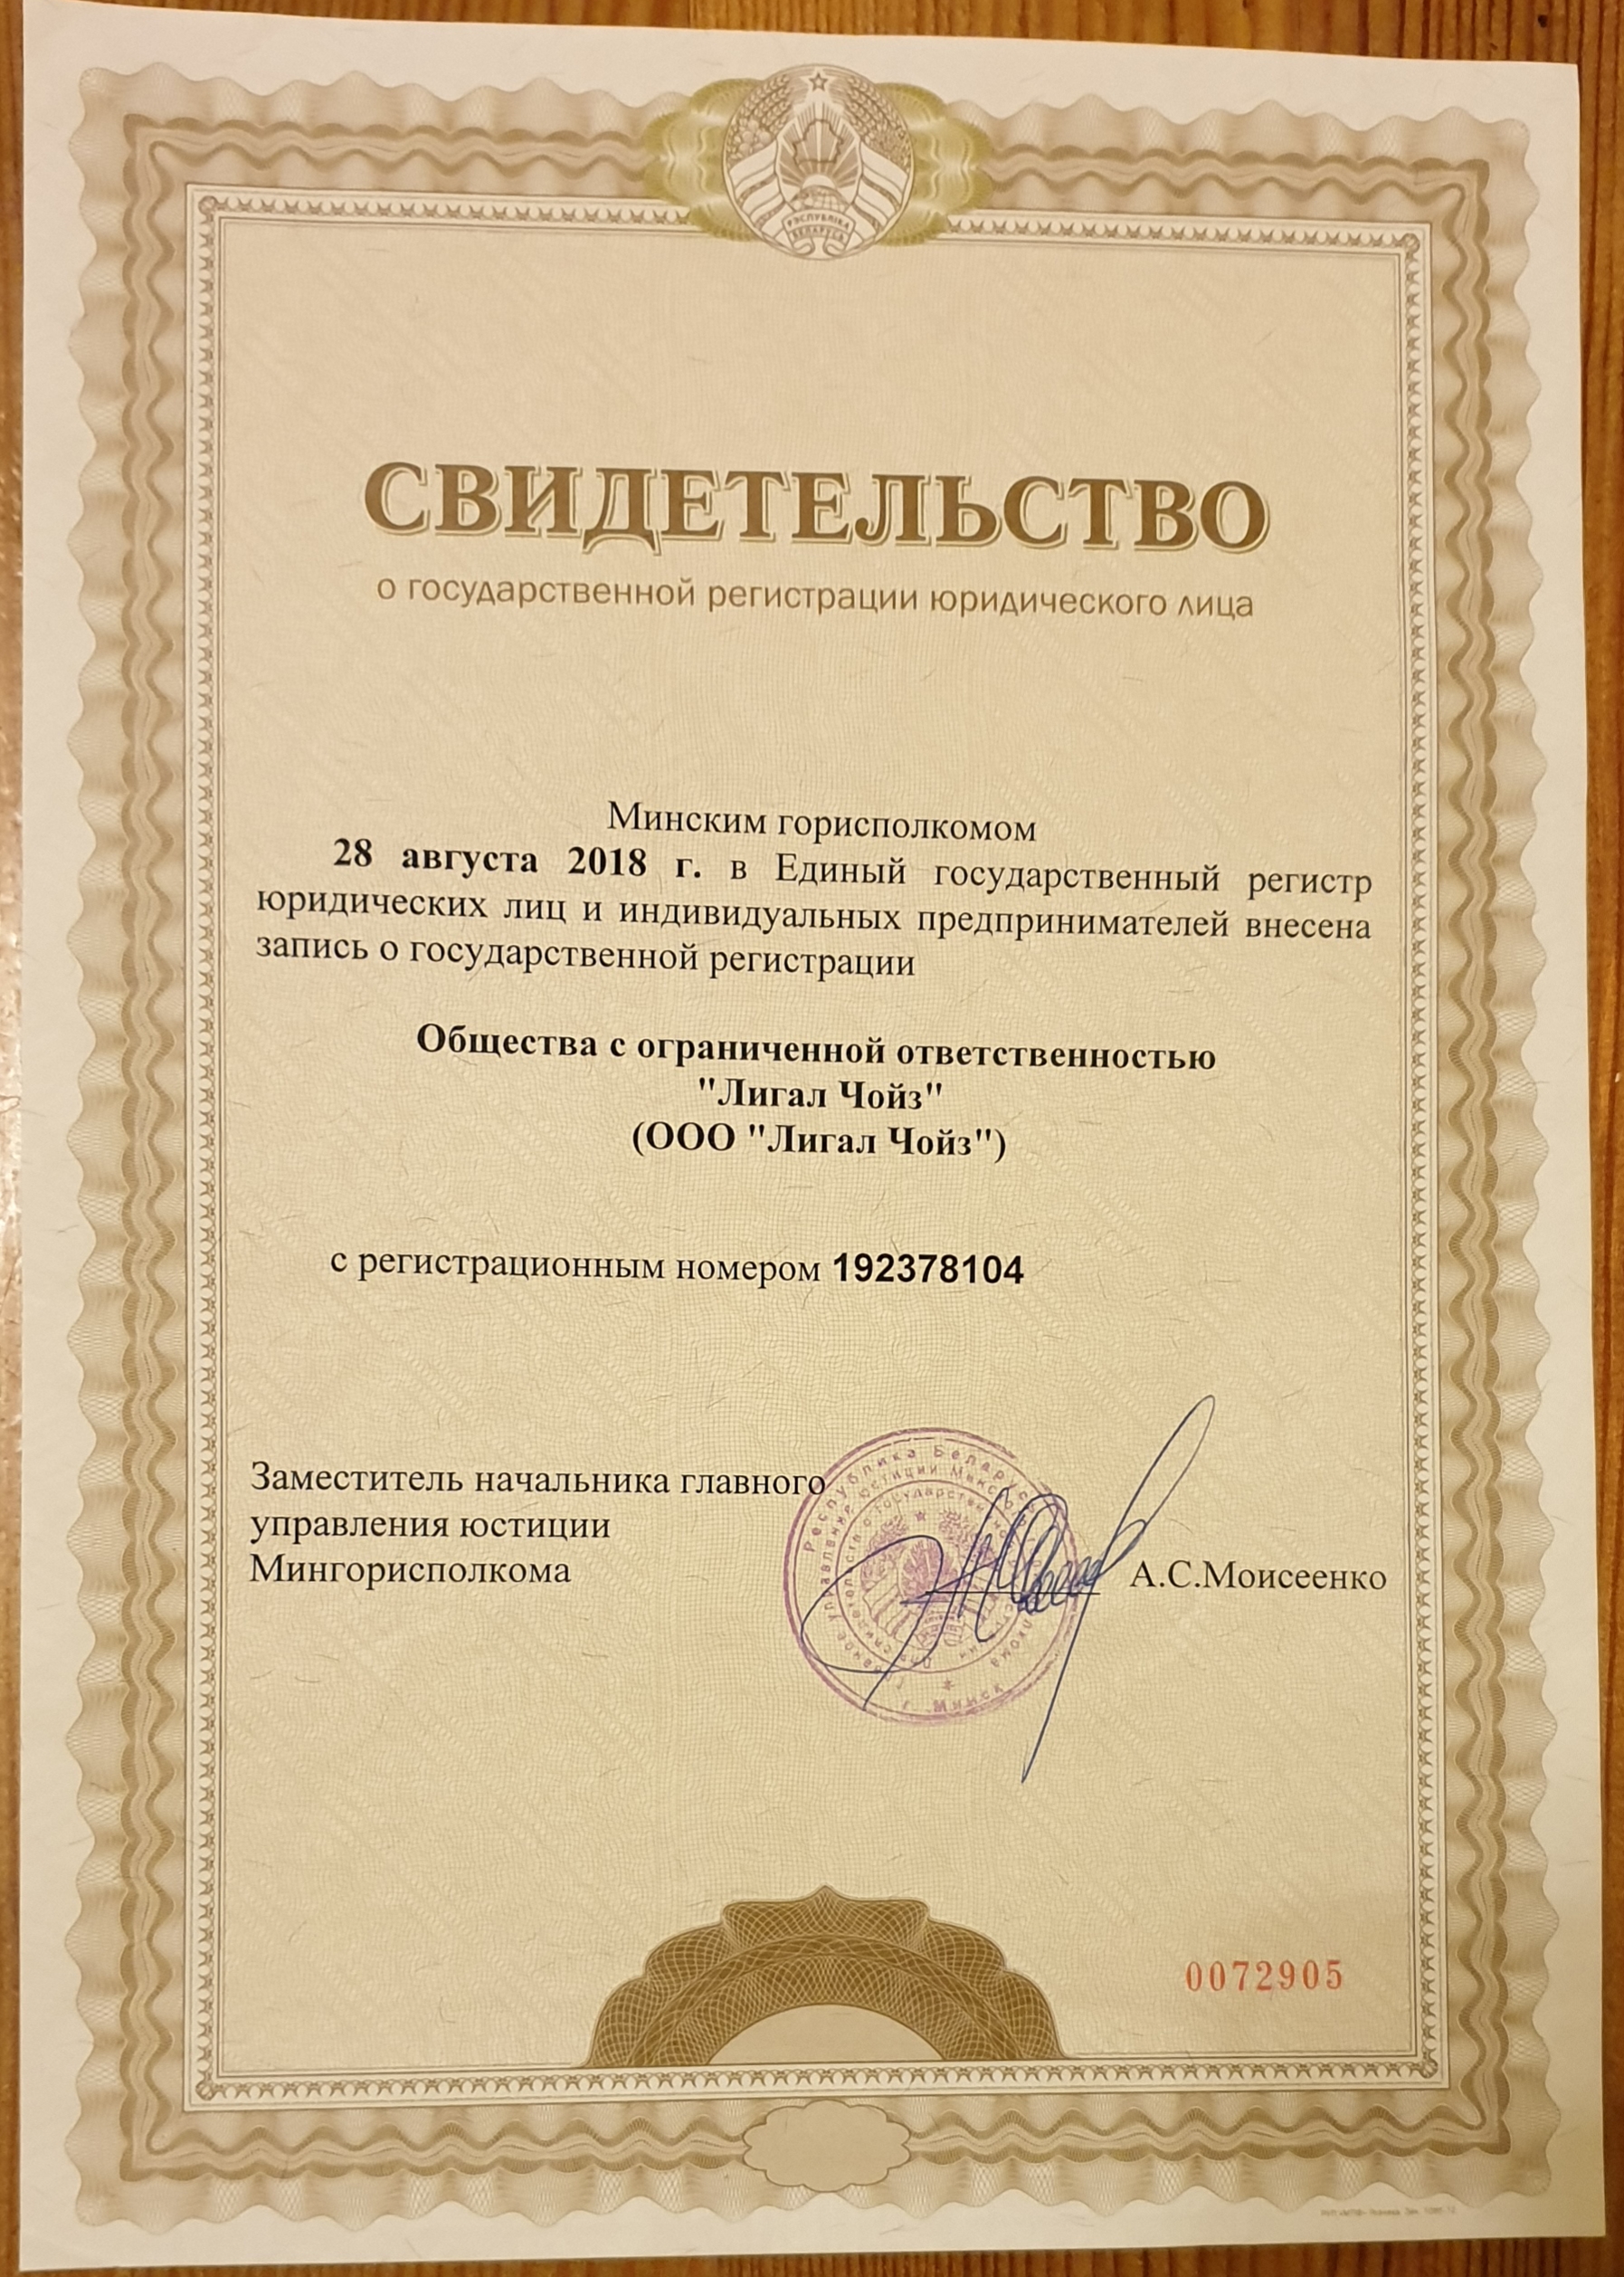 РЭСПУБЛІКА
БЕЛАРУСЬ
СВИДЕТЕЛЬСТВО
о государственной регистрации юридического лица
Минским горисполкомом
28 августа 2018 г. в Единый государственный регистр
юридических лиц и индивидуальных предпринимателей внесена
запись о государственной регистрации
Общества с ограниченной ответственностью
"Лигал Чойз"
(ООО "Лигал Чойз")
с регистрационным номером 192378104
Заместитель начальника главного
управления юстиции
Мингорисполкома
А.С.Моисеенко
Республика Беларусь
г. Минск
0072905